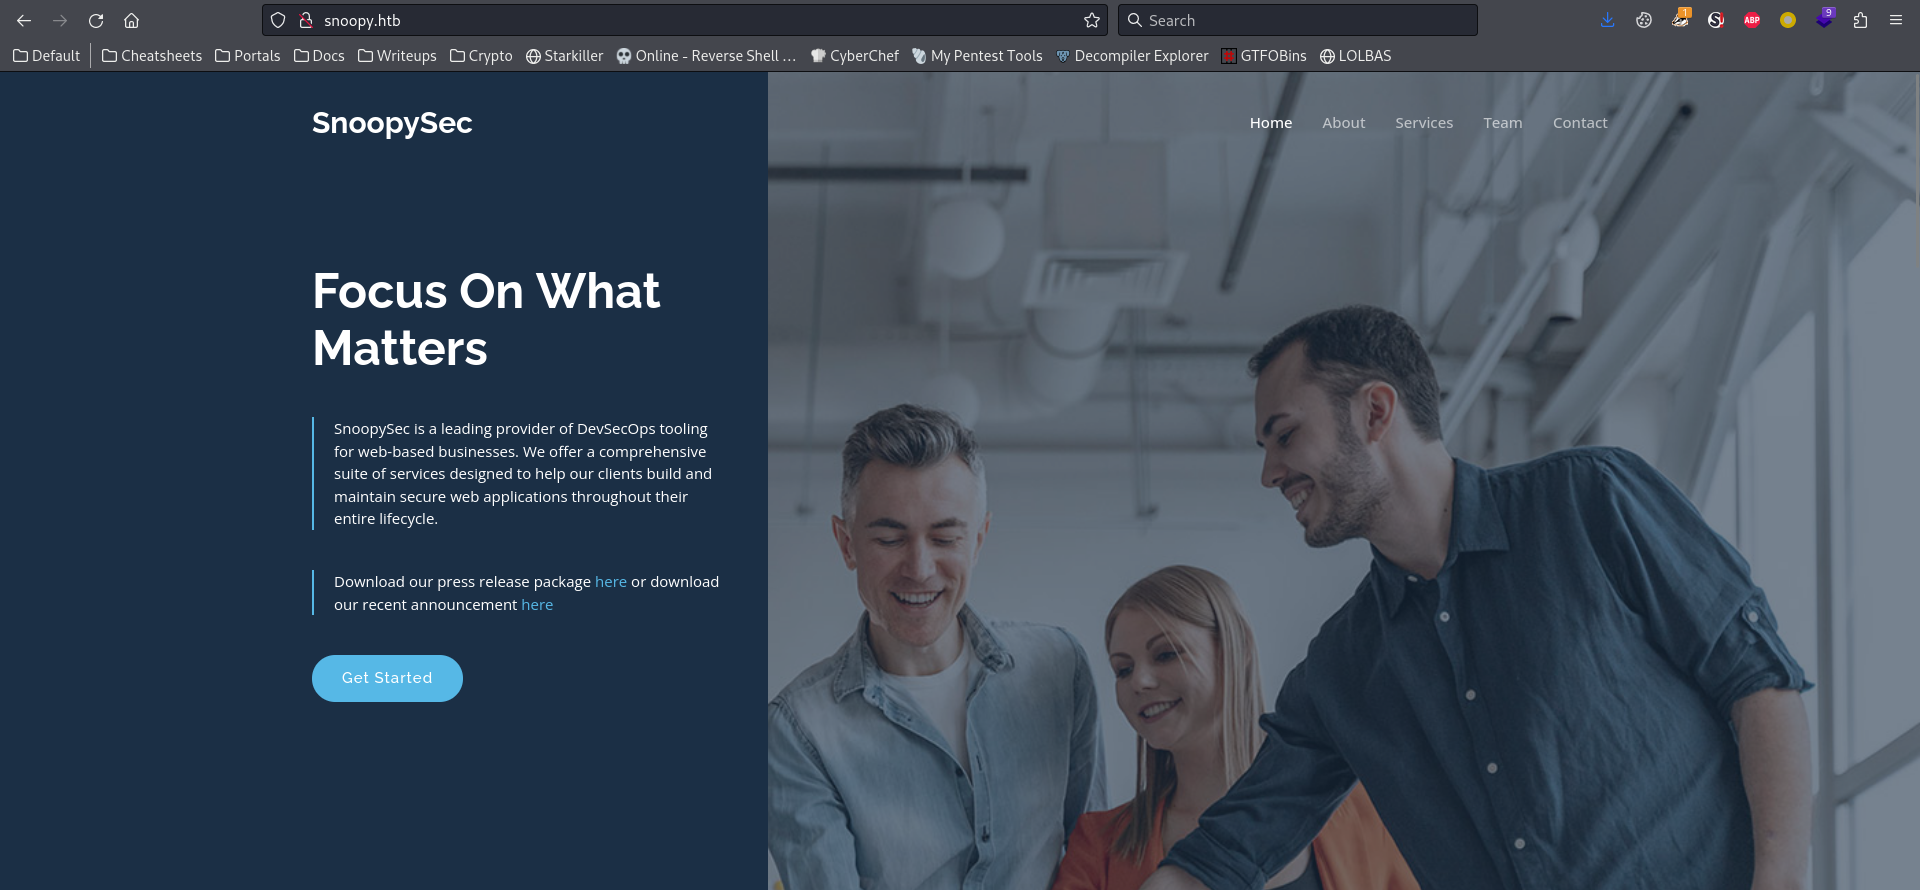 snoopy.htb
Search
1
ABP
9
Default Cheatsheets Portals Docs Writeups Crypto Starkiller Online - Reverse Shell ... CyberChef My Pentest Tools Decompiler Explorer GTFOBins LOLBAS
SnoopySec
Home About Services Team Contact
Focus On What
Matters
SnoopySec is a leading provider of DevSecOps tooling
for web-based businesses. We offer a comprehensive
suite of services designed to help our clients build and
maintain secure web applications throughout their
entire lifecycle.
Download our press release package here or download
our recent announcement here
Get Started